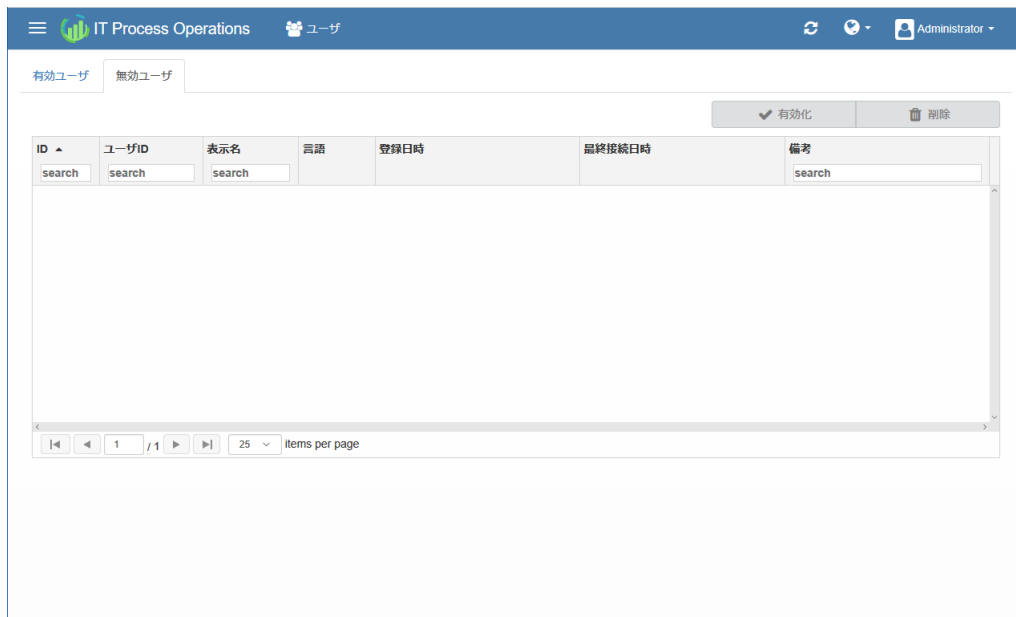 IT Process Operations ユーザ Administrator
有効ユーザ 無効ユーザ
有効化 削除
ID ユーザID 表示名 言語 登録日時 最終接続日時 備考
search search search search
1 / 1 25 items per page